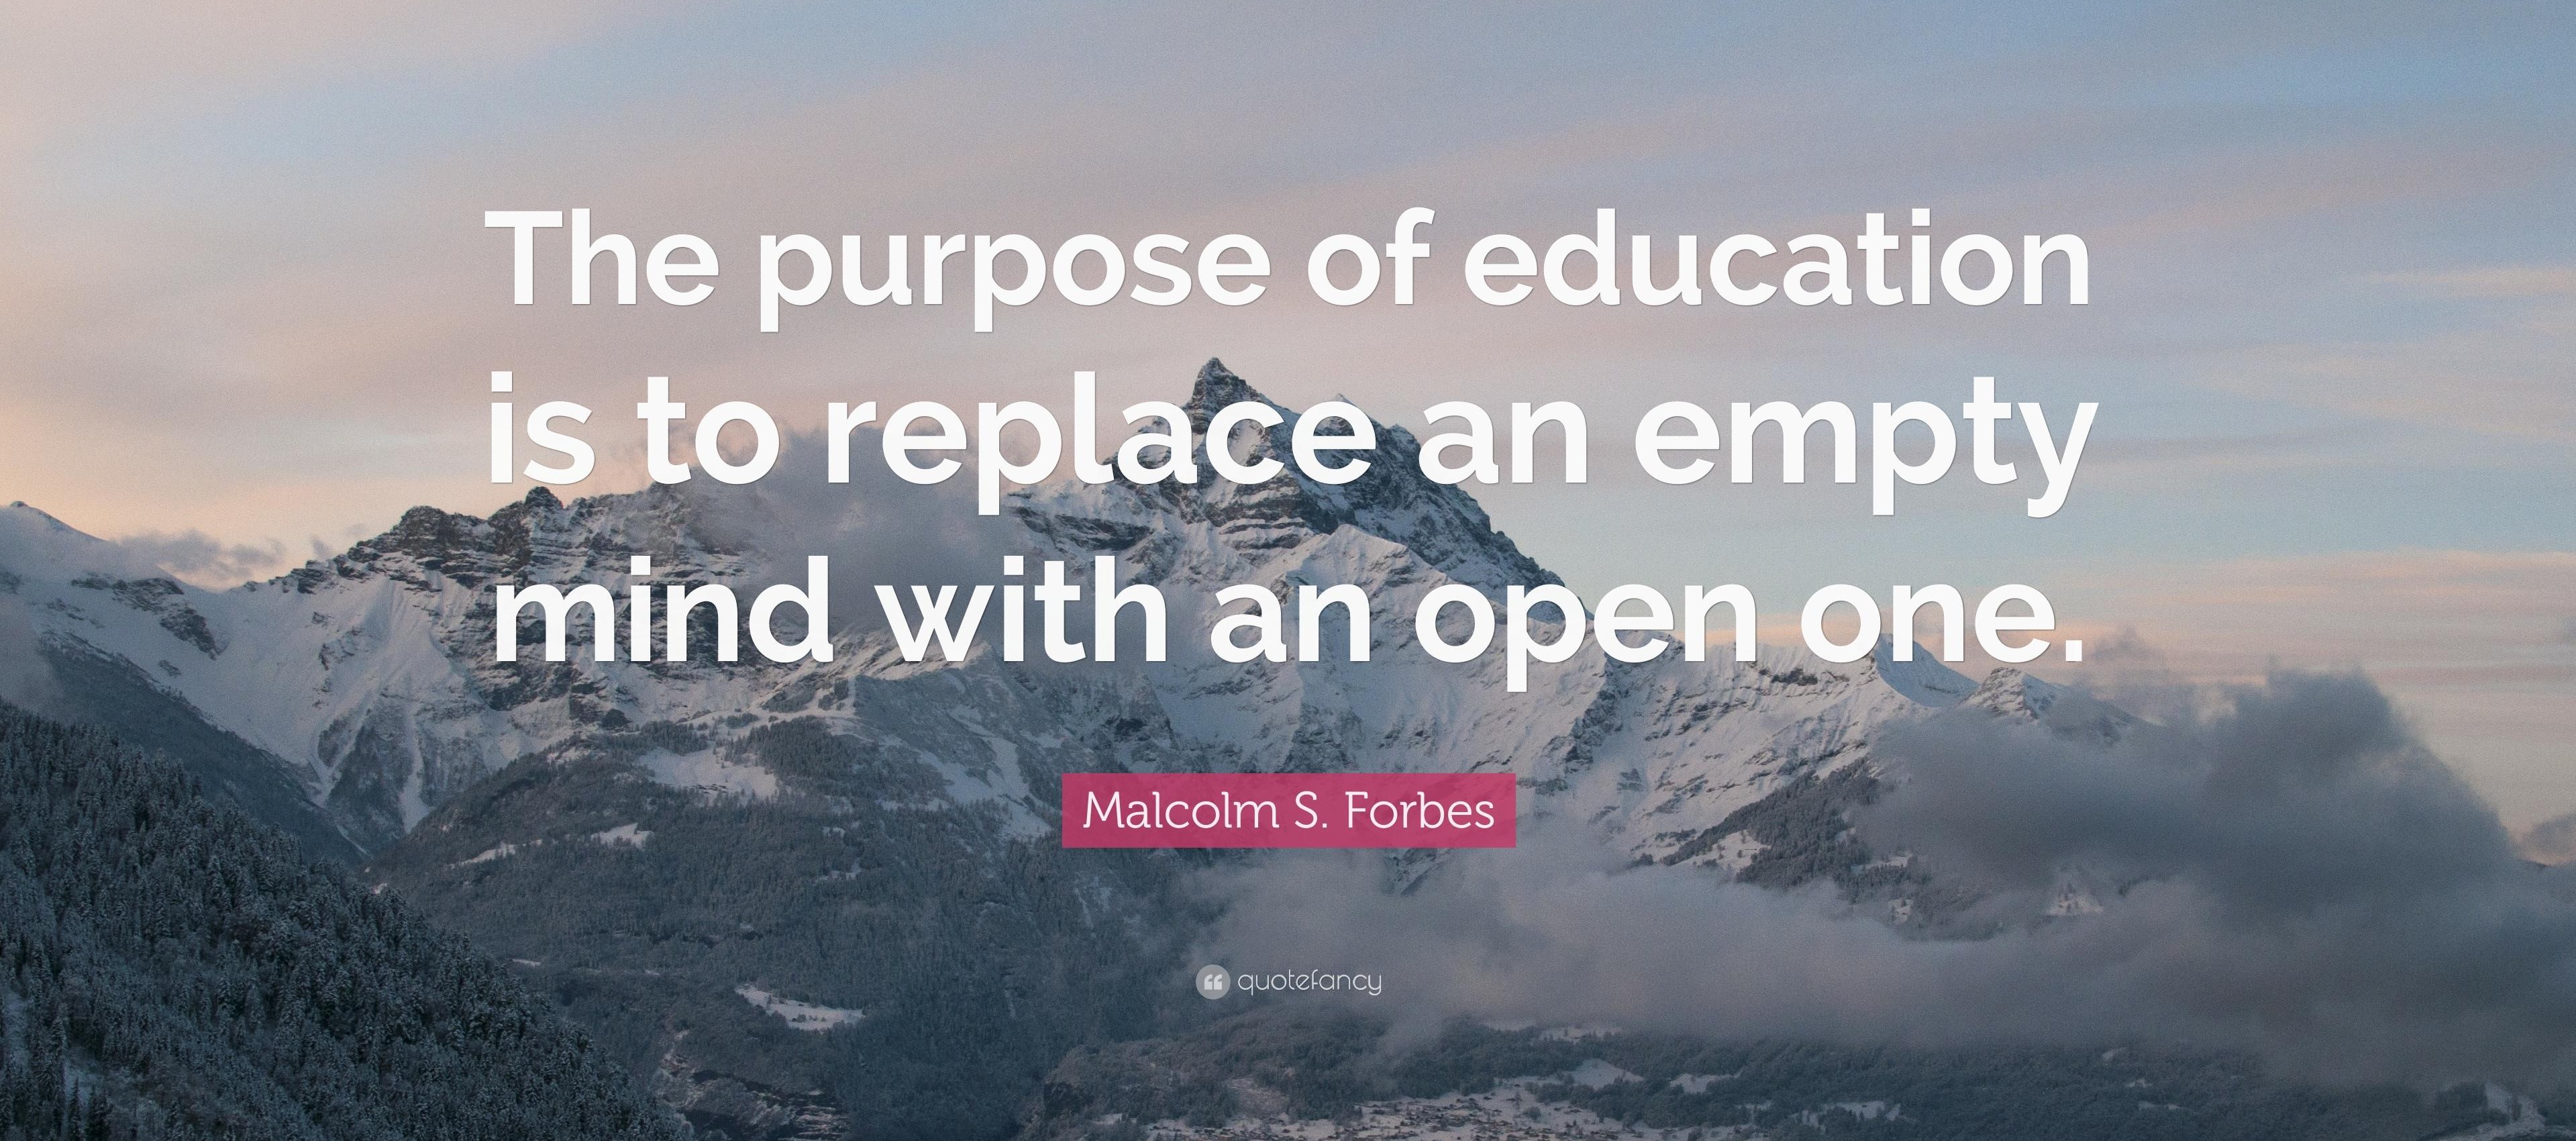 The purpose of education
is to replace an empty
mind with an open one.
Malcolm S. Forbes
quotefancy